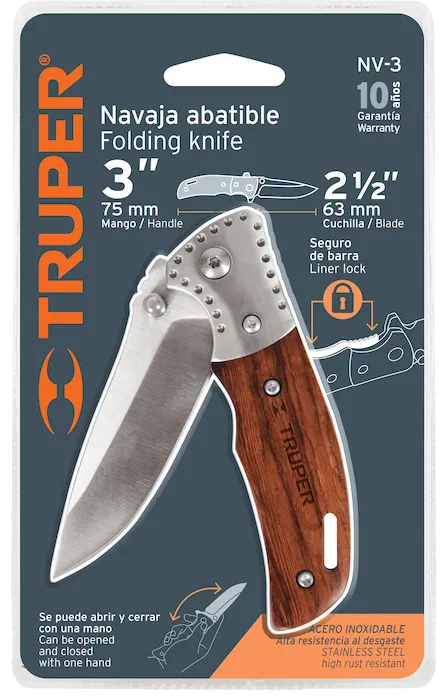 TRUPER®
NV-3
10 años
Garantía
Warranty
Navaja abatible
Folding knife
3”
75 mm
Mango / Handle
2 ½”
63 mm
Cuchilla / Blade
Seguro
de barra
Liner lock
TRUPER
Se puede abrir y cerrar
con una mano
Can be opened
and closed
with one hand
ACERO INOXIDABLE
Alta resistencia al desgaste
STAINLESS STEEL
high rust resistant